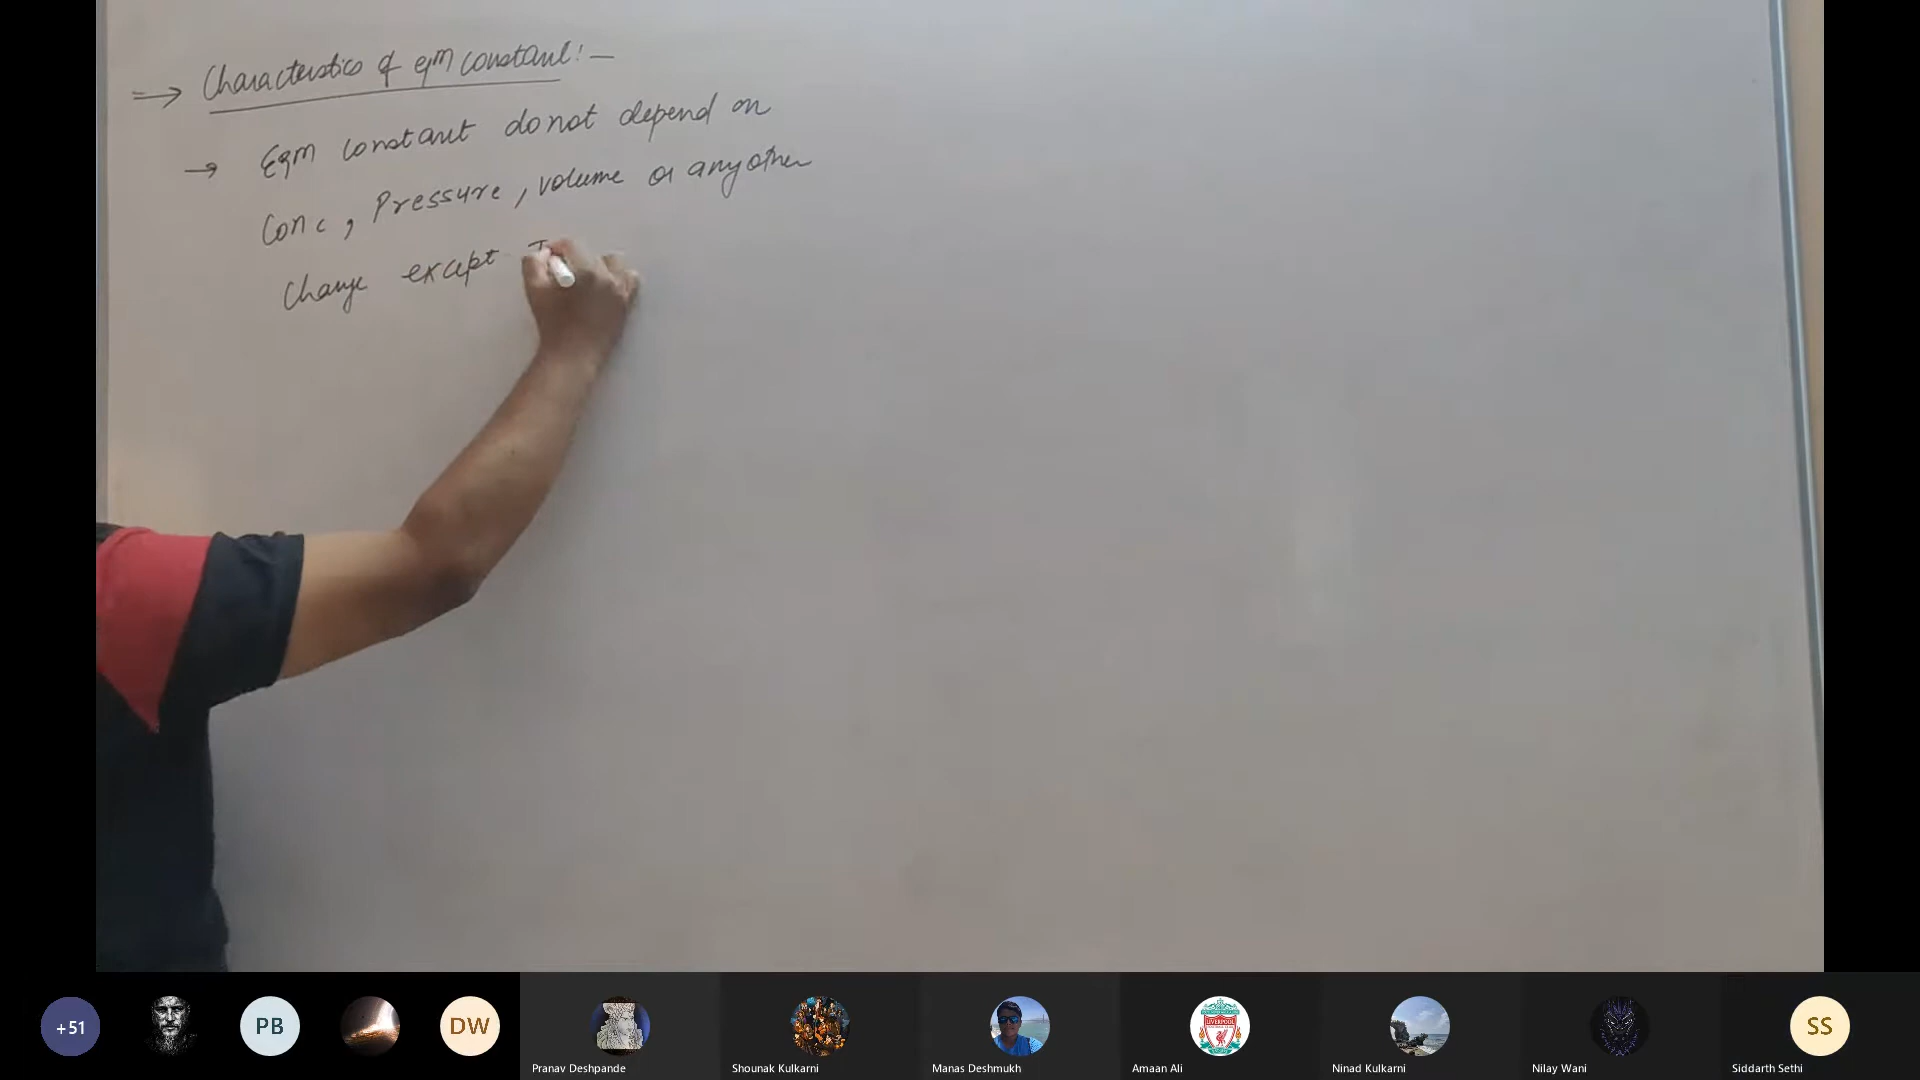 ⇒ Characteristics of eqm constant:-
→ Eqm constant do not depend on
Conc, Pressure, volume or any other
Change except T
+51
PB
DW
Pranav Deshpande
Shounak Kulkarni
Manas Deshmukh
LIVERPOOL
Amaan Ali
Ninad Kulkarni
Nilay Wani
SS
Siddarth Sethi